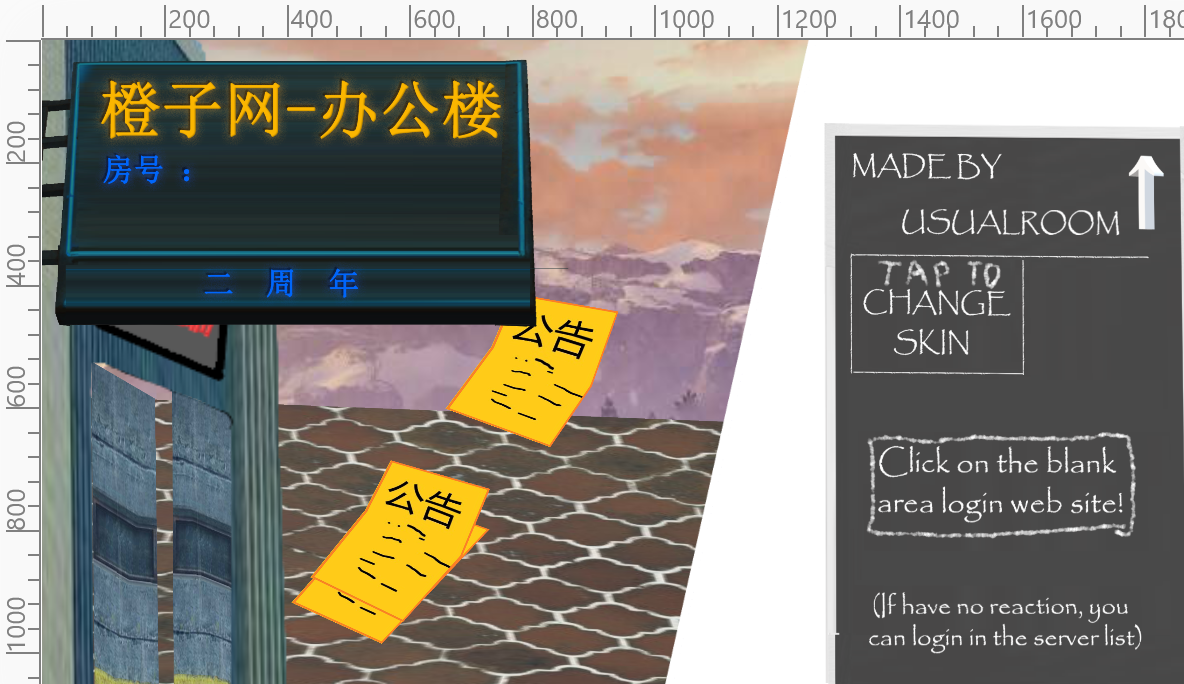 200
400
600
800
1000
1200
1400
1600
200
400
600
800
1000
橙子网-办公楼
房号：
二 周 年
公告
公告
MADE BY
USUALROOM
TAP TO
CHANGE
SKIN
Click on the blank
area login web site!
(If have no reaction, you
can login in the server list)